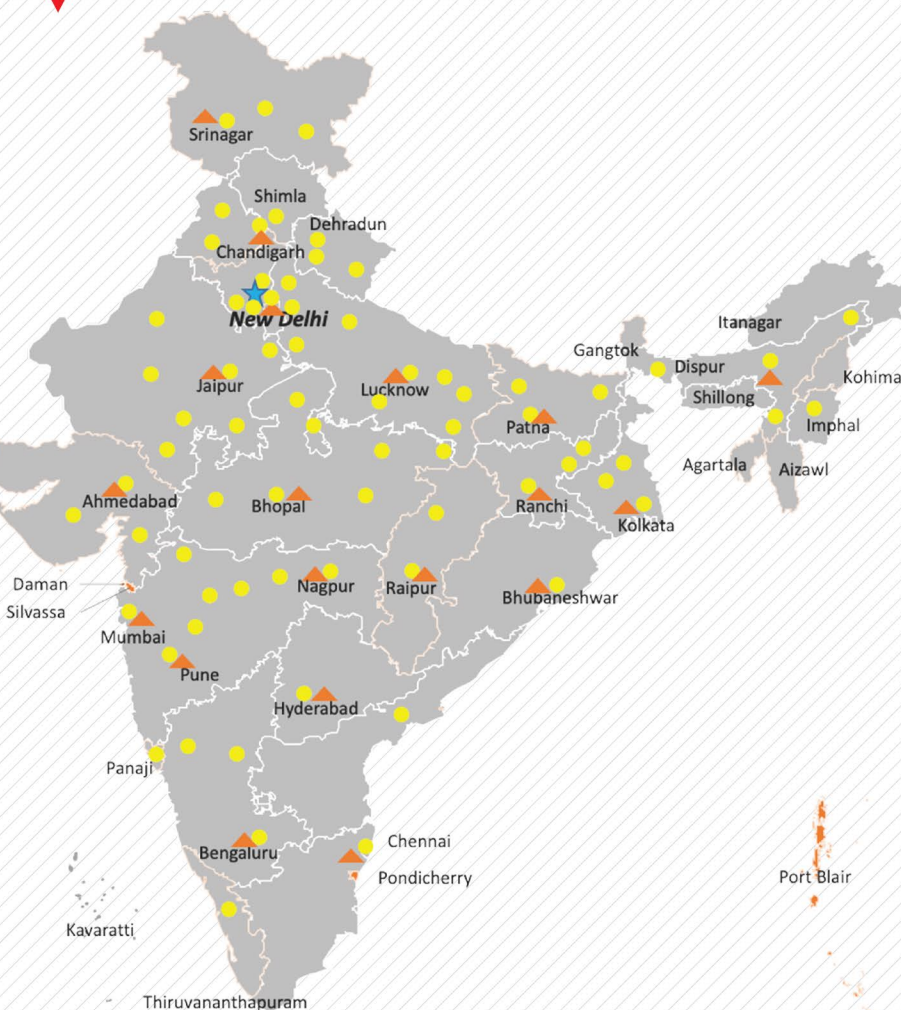 Srinagar
Shimla
Dehradun
Chandigarh
New Delhi
Itanagar
Gangtok
Dispur
Kohima
Jaipur
Lucknow
Shillong
Patna
Imphal
Agartala
Aizawl
Ahmedabad
Bhopal
Ranchi
Kolkata
Daman
Nagpur
Raipur
Bhubaneshwar
Silvassa
Mumbai
Pune
Hyderabad
Panaji
Chennai
Bengaluru
Pondicherry
Port Blair
Kavaratti
Thiruvananthapuram